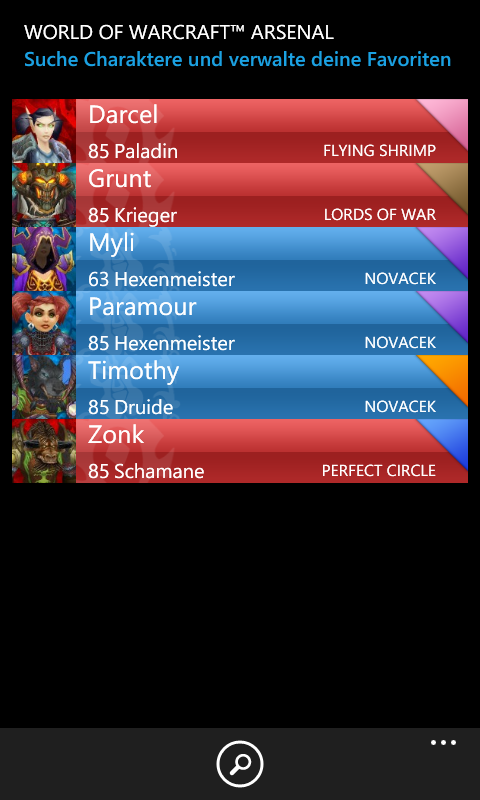 WORLD OF WARCRAFT™ ARSENAL
Suche Charaktere und verwalte deine Favoriten
Darcel
85 Paladin FLYING SHRIMP
Grunt
85 Krieger LORDS OF WAR
Myli
63 Hexenmeister NOVACEK
Paramour
85 Hexenmeister NOVACEK
Timothy
85 Druide NOVACEK
Zonk
85 Schamane PERFECT CIRCLE